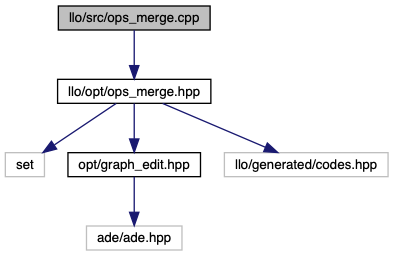 llo/src/ops_merge.cpp
llo/opt/ops_merge.hpp
set
opt/graph_edit.hpp
llo/generated/codes.hpp
ade/ade.hpp